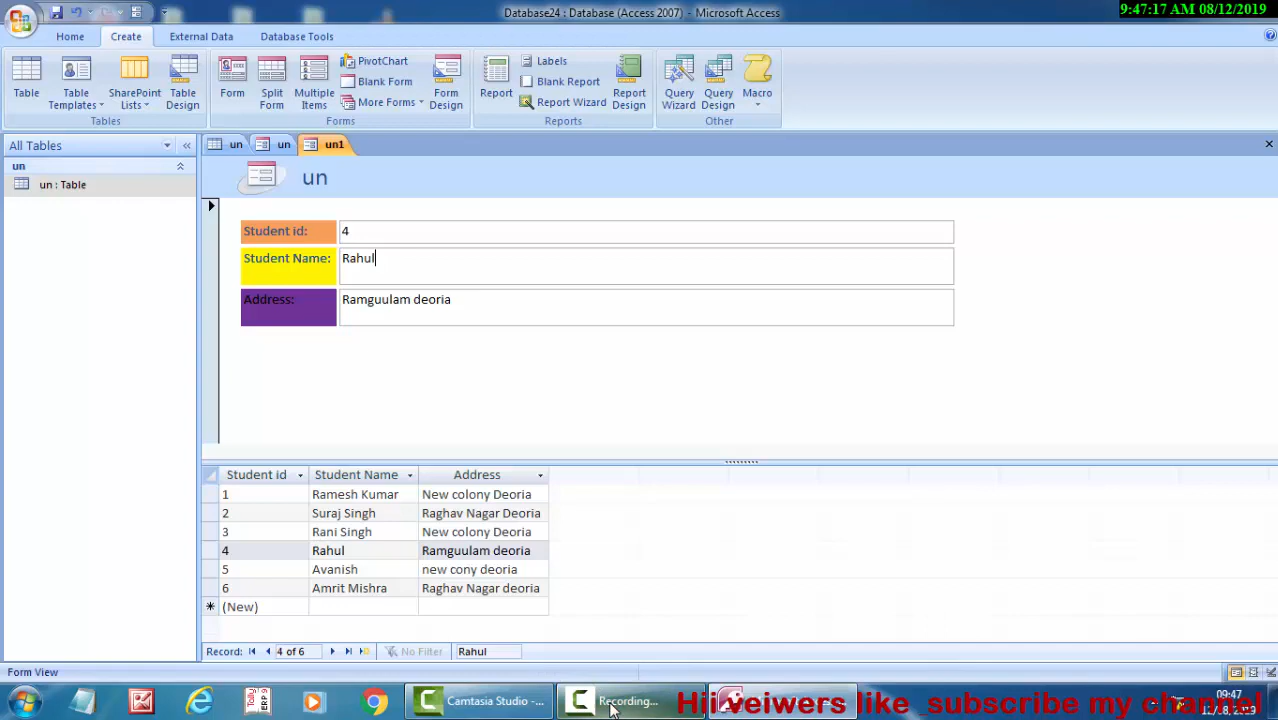 Database24 : Database (Access 2007) - Microsoft Access
9:47:17 AM 08/12/2019
Home Create External Data Database Tools
Table
Table Templates
SharePoint Lists
Table Design
Tables
Form
Split Form
Multiple Items
PivotChart
Blank Form
More Forms
Form Design
Forms
Report
Labels
Blank Report
Report Wizard
Report Design
Reports
Query Wizard
Query Design
Macro
Other
All Tables
un
un : Table
un un un1
un
Student id: 4
Student Name: Rahul
Address: Ramguulam deoria
Student id Student Name Address
1 Ramesh Kumar New colony Deoria
2 Suraj Singh Raghav Nagar Deoria
3 Rani Singh New colony Deoria
4 Rahul Ramguulam deoria
5 Avanish new cony deoria
6 Amrit Mishra Raghav Nagar deoria
(New)
Record: 4 of 6 No Filter Rahul
Form View
Camtasia Studio -...
Recording...
Hii veiwers like subscribe my channel
09:47